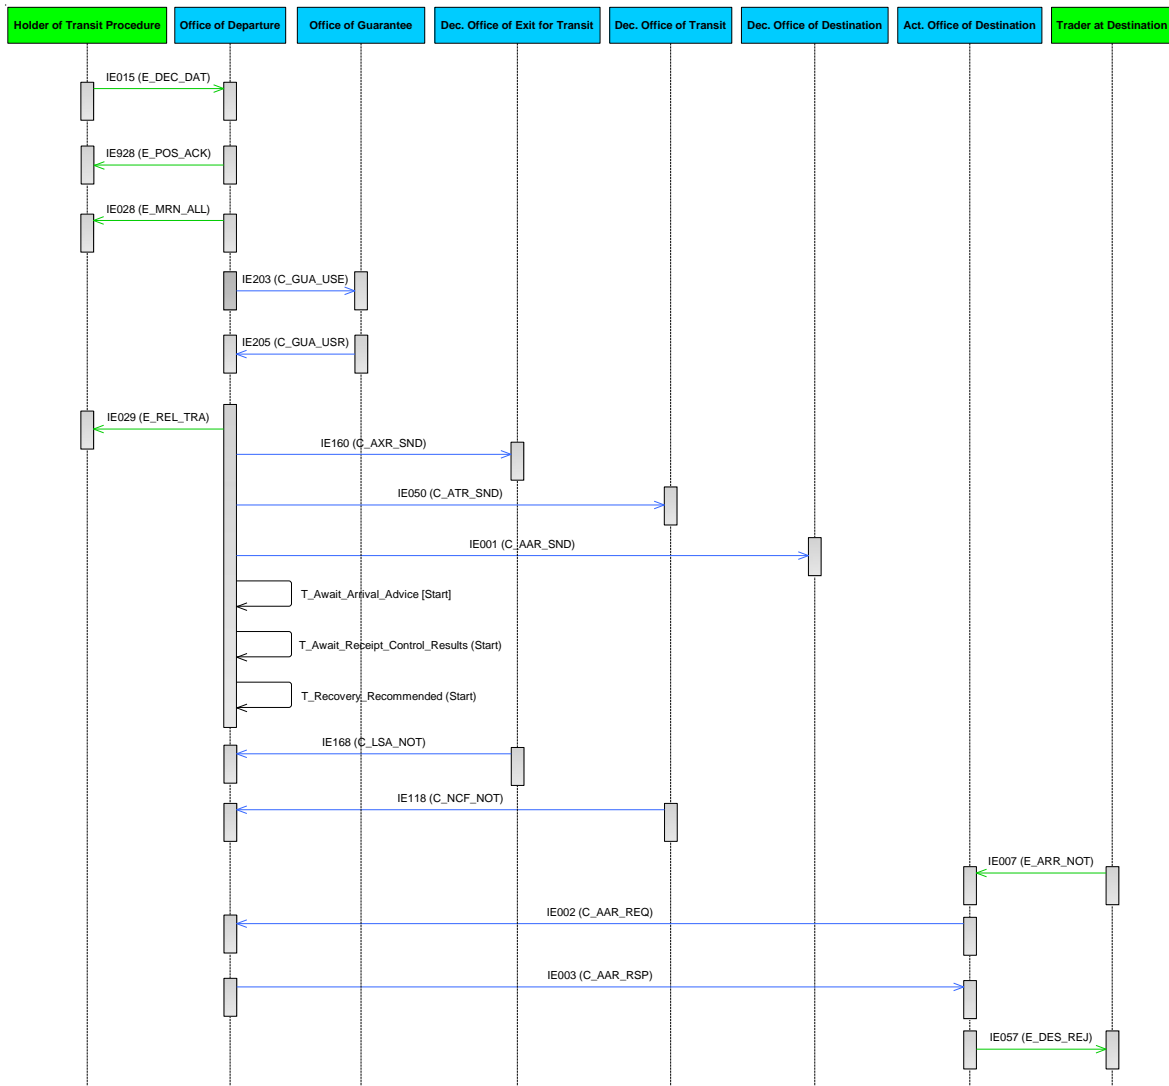 Holder of Transit Procedure
Office of Departure
Office of Guarantee
Dec. Office of Exit for Transit
Dec. Office of Transit
Dec. Office of Destination
Act. Office of Destination
Trader at Destination
IE015 (E_DEC_DAT)
IE928 (E_POS_ACK)
IE028 (E_MRN_ALL)
IE203 (C_GUA_USE)
IE205 (C_GUA_USR)
IE029 (E_REL_TRA)
IE160 (C_AXR_SND)
IE050 (C_ATR_SND)
IE001 (C_AAR_SND)
T_Await_Arrival_Advice [Start]
T_Await_Receipt_Control_Results (Start)
T_Recovery_Recommended (Start)
IE168 (C_LSA_NOT)
IE118 (C_NCF_NOT)
IE007 (E_ARR_NOT)
IE002 (C_AAR_REQ)
IE003 (C_AAR_RSP)
IE057 (E_DES_REJ)